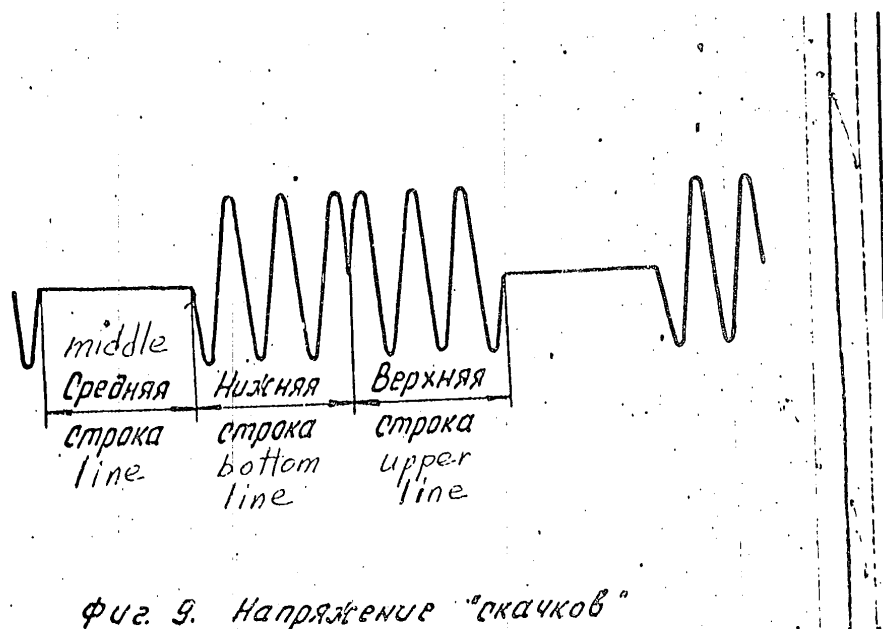 middle
Средняя Нижняя Верхняя
строка строка строка
line bottom upper
line line
Фиг. 9. Напряжение "скачков"